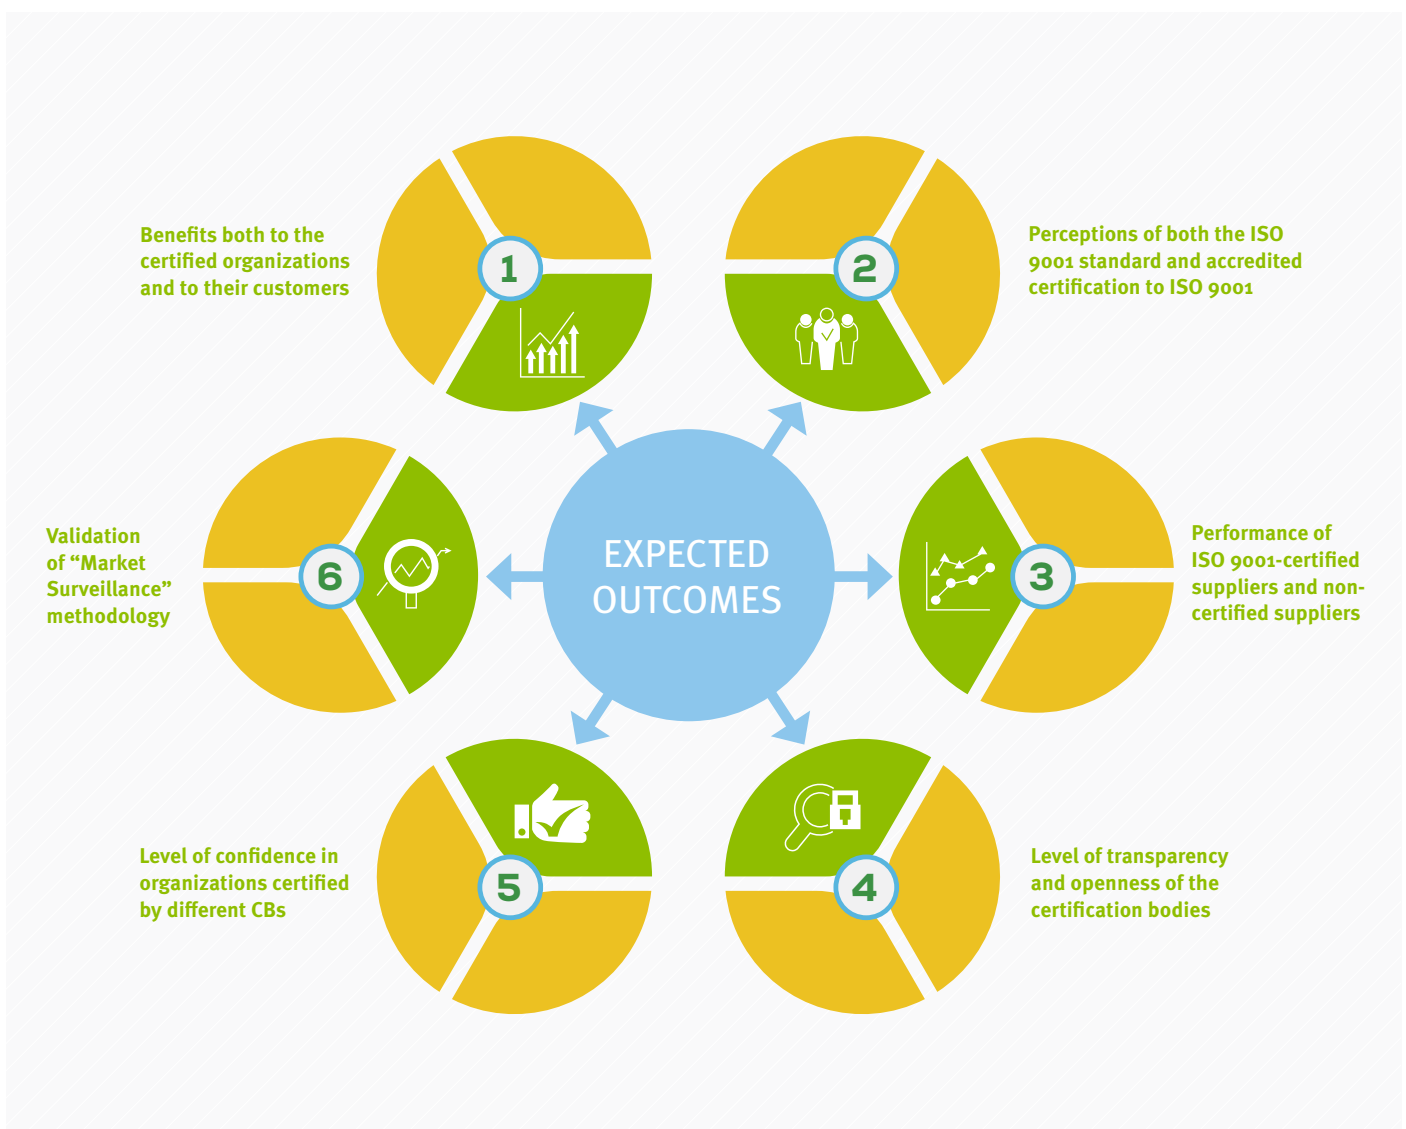 1
Benefits both to the
certified organizations
and to their customers
2
Perceptions of both the ISO
9001 standard and accredited
certification to ISO 9001
3
Performance of
ISO 9001-certified
suppliers and non-
certified suppliers
4
Level of transparency
and openness of the
certification bodies
5
Level of confidence in
organizations certified
by different CBs
6
Validation
of “Market
Surveillance”
methodology
EXPECTED
OUTCOMES